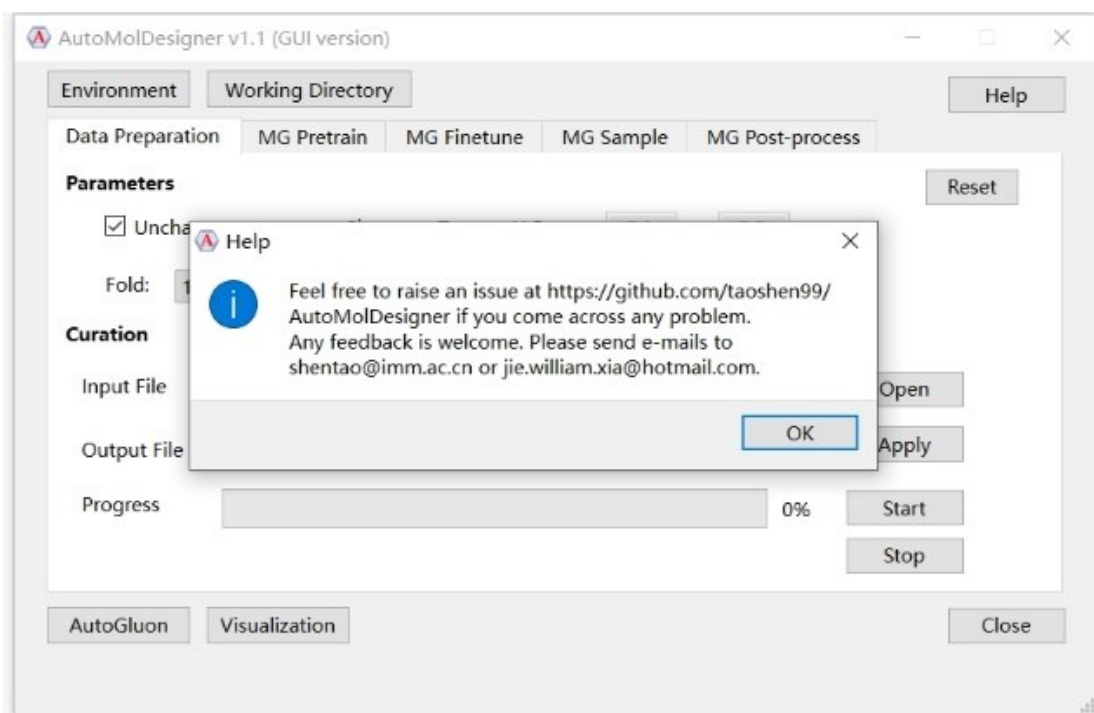 AutoMolDesigner v1.1 (GUI version)
Environment
Working Directory
Help
Data Preparation
MG Pretrain
MG Finetune
MG Sample
MG Post-process
Parameters
Reset
Help
Fold:
Feel free to raise an issue at https://github.com/taoshen99/
AutoMolDesigner if you come across any problem.
Any feedback is welcome. Please send e-mails to
shentao@imm.ac.cn or jie.william.xia@hotmail.com.
Curation
Input File
Open
OK
Output File
Apply
Progress
0%
Start
Stop
AutoGluon
Visualization
Close